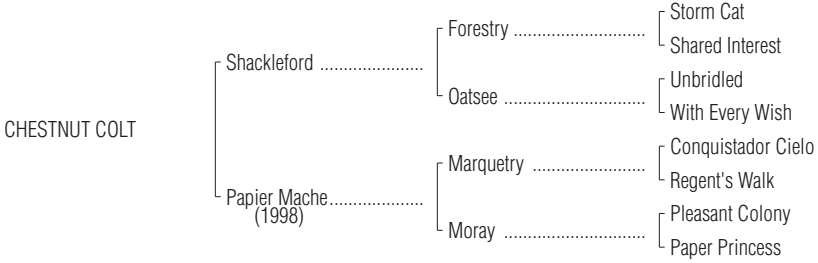 Storm Cat
Forestry ............................
Shared Interest
Shackleford ......................
Unbridled
Oatsee ..............................
With Every Wish
CHESTNUT COLT
Conquistador Cielo
Marquetry ........................
Regent's Walk
Papier Mache....................
(1998)
Pleasant Colony
Moray ..............................
Paper Princess